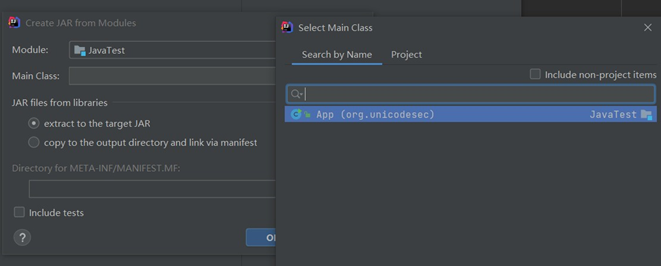 Create JAR from Modules
Module:
JavaTest
Main Class:
JAR files from libraries
extract to the target JAR
copy to the output directory and link via manifest
Directory for META-INF/MANIFEST.MF:
Include tests
?
Select Main Class
Search by Name
Project
Include non-project items
App (org.unicodesec)
JavaTest